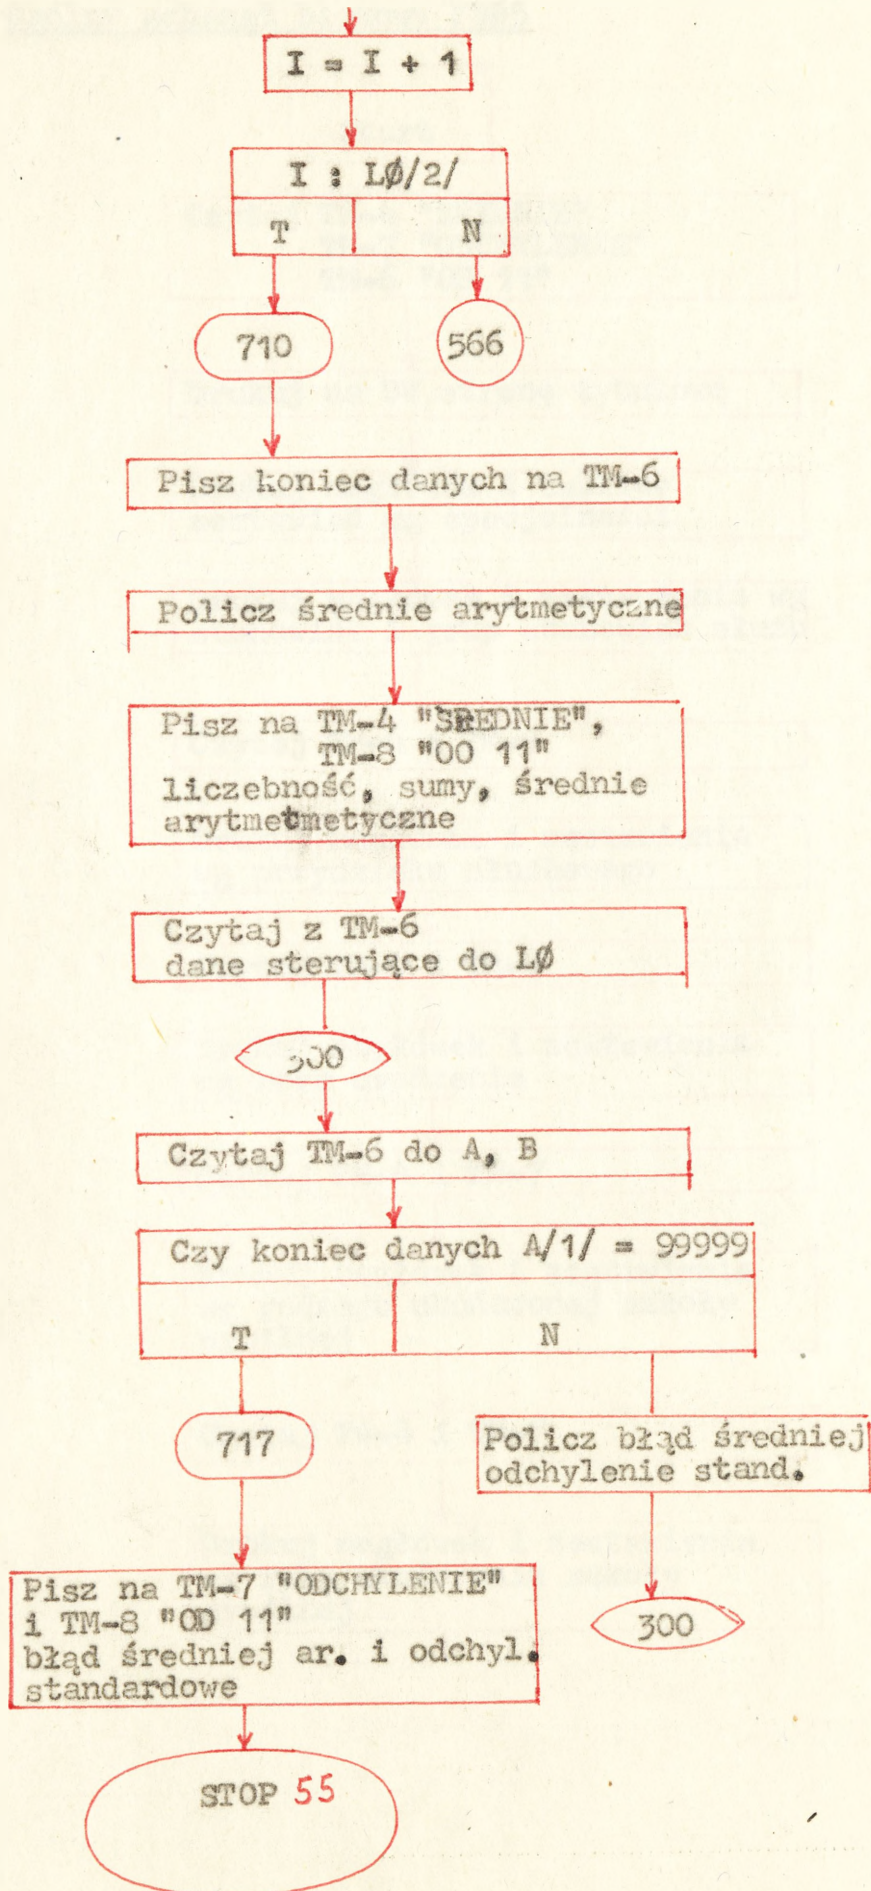 I = I + 1
I : LØ/2/
T N
710 566
Pisz koniec danych na TM-6
Policz średnie arytmetyczne
Pisz na TM-4 "SREDNIE",
TM-8 "OO 11"
liczebność, sumy, średnie
arytmetmetyczne
Czytaj z TM-6
dane sterujące do LØ
300
Czytaj TM-6 do A, B
Czy koniec danych A/1/ = 99999
T N
717
Policz błąd średniej
odchylenie stand.
Pisz na TM-7 "ODCHYLENIE"
i TM-8 "OD 11"
błąd średniej ar. i odchyl.
standardowe
300
STOP 55